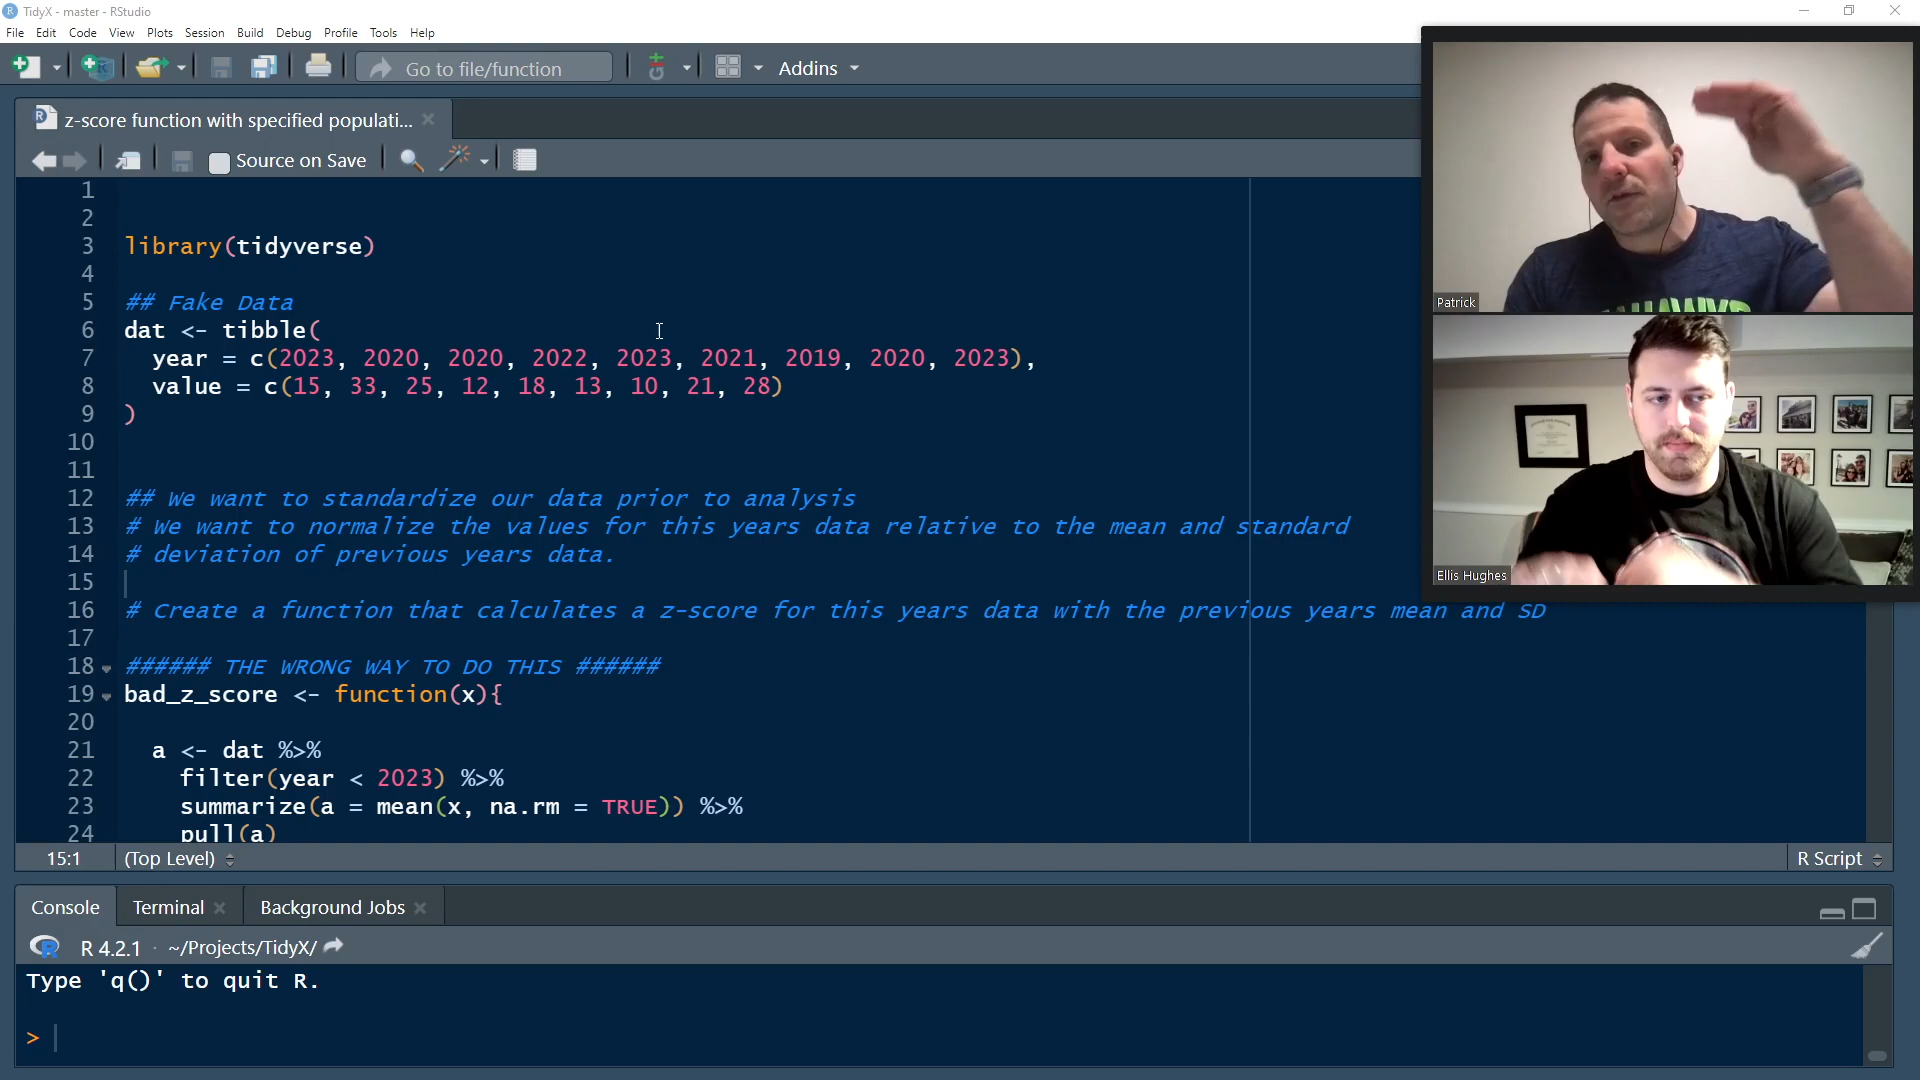 TidyX - master - RStudio
File Edit Code View Plots Session Build Debug Profile Tools Help
Go to file/function
Addins
z-score function with specified populati...
Source on Save
1
2
3 library(tidyverse)
4
5 ## Fake Data
6 dat <- tibble(
7 year = c(2023, 2020, 2020, 2022, 2023, 2021, 2019, 2020, 2023),
8 value = c(15, 33, 25, 12, 18, 13, 10, 21, 28)
9 )
10
11
12 ## We want to standardize our data prior to analysis
13 # We want to normalize the values for this years data relative to the mean and standard
14 # deviation of previous years data.
15
16 # Create a function that calculates a z-score for this years data with the previous years mean and SD
17
18 ###### THE WRONG WAY TO DO THIS ######
19 bad_z_score <- function(x){
20
21 a <- dat %>%
22 filter(year < 2023) %>%
23 summarize(a = mean(x, na.rm = TRUE)) %>%
24 pull(a)
15:1 (Top Level) R Script
Console Terminal Background Jobs
R 4.2.1 · ~/Projects/TidyX/
Type 'q()' to quit R.
>
Patrick
Ellis Hughes